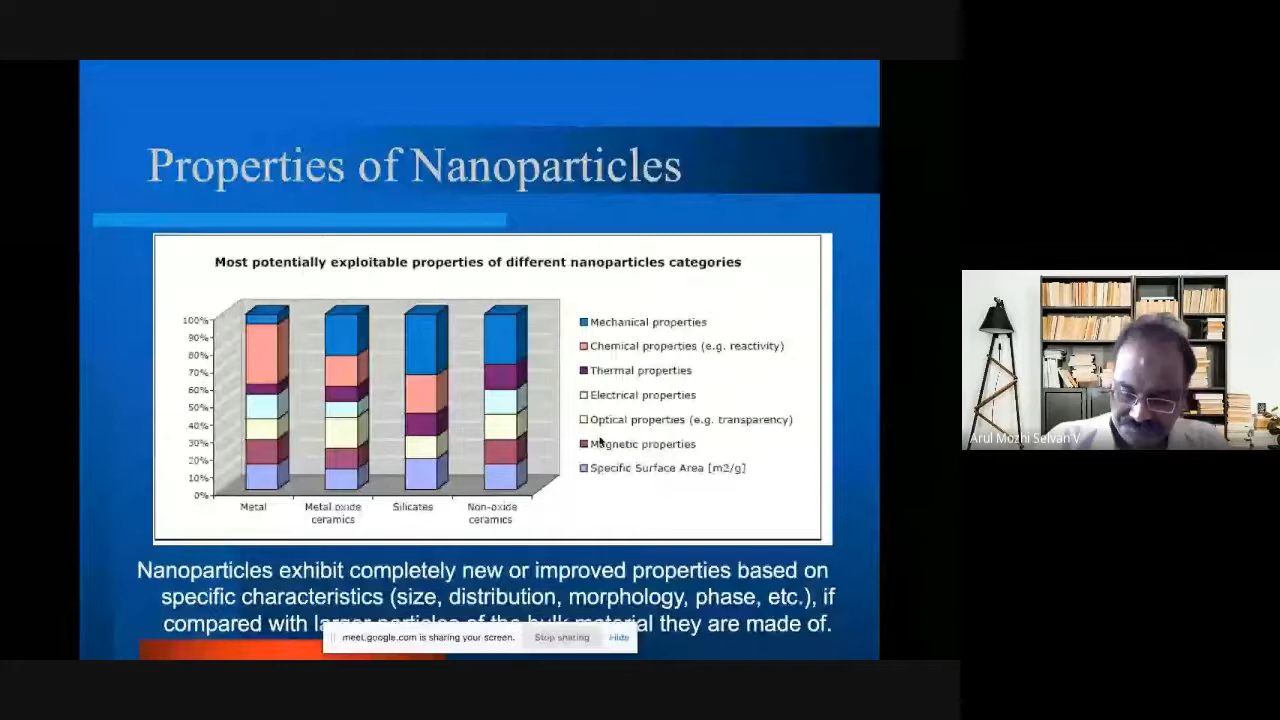 Properties of Nanoparticles
Most potentially exploitable properties of different nanoparticles categories
100%
90%
80%
70%
60%
50%
40%
30%
20%
10%
0%
Metal
Metal oxide
ceramics
Silicates
Non-oxide
ceramics
Mechanical properties
Chemical properties (e.g. reactivity)
Thermal properties
Electrical properties
Optical properties (e.g. transparency)
Magnetic properties
Specific Surface Area [m2/g]
Nanoparticles exhibit completely new or improved properties based on
specific characteristics (size, distribution, morphology, phase, etc.), if
compared with larger particles of the bulk material they are made of.
meet.google.com is sharing your screen.
Stop sharing
Hide
Arul Mozhi Selvan V